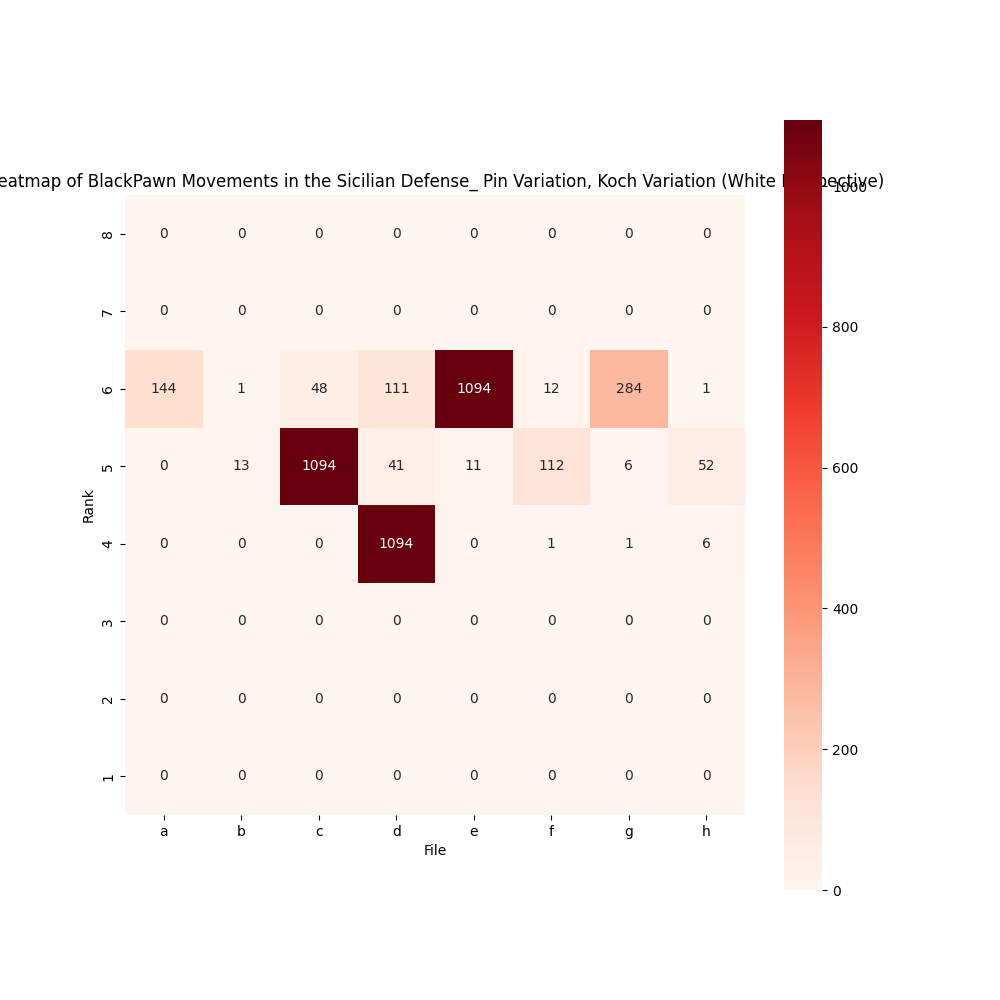 eatmap of BlackPawn Movements in the Sicilian Defense_ Pin Variation, Koch Variation (White pective)
1000
8 0 0 0 0 0 0 0 0
7 0 0 0 0 0 0 0 0
800
6 144 1 48 111 1094 12 284 1
5 0 13 1094 41 11 112 6 52
600
Rank
4 0 0 0 1094 0 1 1 6
400
3 0 0 0 0 0 0 0 0
2 0 0 0 0 0 0 0 0
200
1 0 0 0 0 0 0 0 0
a b c d e f g h
File
0